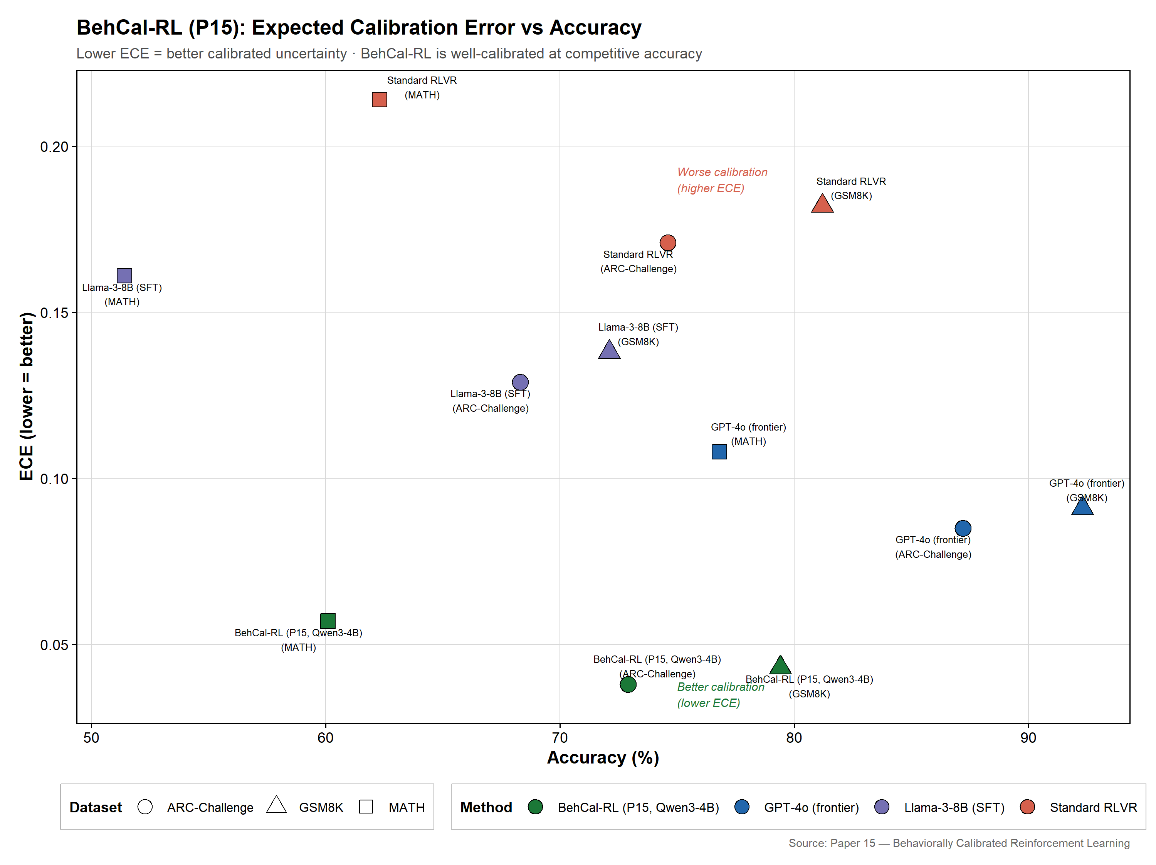 BehCal-RL (P15): Expected Calibration Error vs Accuracy
Lower ECE = better calibrated uncertainty · BehCal-RL is well-calibrated at competitive accuracy
Standard RLVR
(MATH)
0.20
Worse calibration
(higher ECE)
Standard RLVR
(GSM8K)
Standard RLVR
(ARC-Challenge)
Llama-3-8B (SFT)
(MATH)
0.15
Llama-3-8B (SFT)
(GSM8K)
Llama-3-8B (SFT)
(ARC-Challenge)
GPT-4o (frontier)
(MATH)
0.10
GPT-4o (frontier)
(GSM8K)
GPT-4o (frontier)
(ARC-Challenge)
BehCal-RL (P15, Qwen3-4B)
(MATH)
0.05
BehCal-RL (P15, Qwen3-4B)
(ARC-Challenge)
BehCal-RL (P15, Qwen3-4B)
(GSM8K)
Better calibration
(lower ECE)
ECE (lower = better)
50 60 70 80 90
Accuracy (%)
Dataset ARC-Challenge GSM8K MATH
Method BehCal-RL (P15, Qwen3-4B) GPT-4o (frontier) Llama-3-8B (SFT) Standard RLVR
Source: Paper 15 — Behaviorally Calibrated Reinforcement Learning